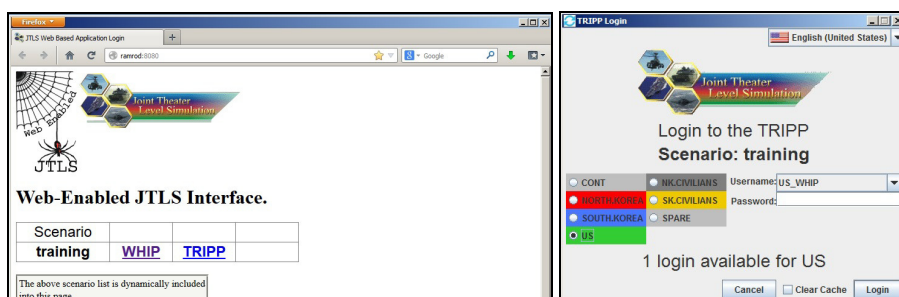 Firefox
JTLS Web Based Application Login
ramrod:8080
Google
Web Enabled
JTLS
Joint Theater
Level Simulation
Web-Enabled JTLS Interface.
Scenario
training WHIP TRIPP
The above scenario list is dynamically included
into this page
TRIPP Login
English (United States)
Joint Theater
Level Simulation
Login to the TRIPP
Scenario: training
CONT NK.CIVILIANS Username: US_WHIP
NORTH.KOREA SK.CIVILIANS Password:
SOUTH.KOREA SPARE
US
1 login available for US
Cancel Clear Cache Login